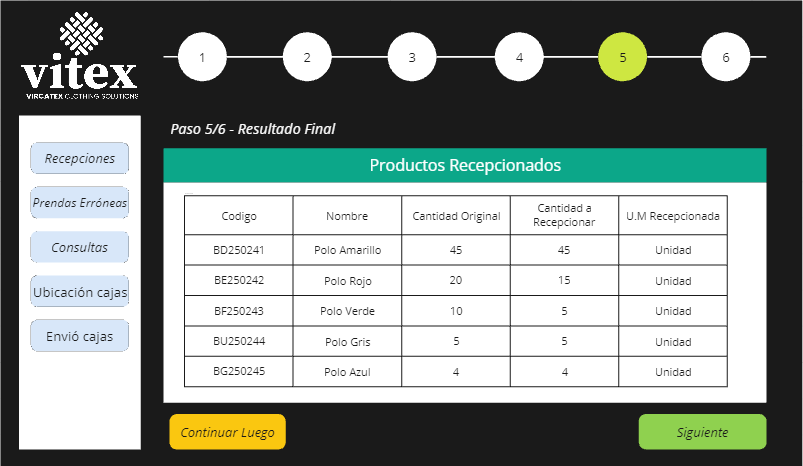 vitex
VIRCATEX CLOTHING SOLUTIONS
1 2 3 4 5 6
Paso 5/6 - Resultado Final
Recepciones
Prendas Erróneas
Consultas
Ubicación cajas
Envió cajas
Productos Recepcionados
Codigo Nombre Cantidad Original Cantidad a Recepcionar U.M Recepcionada
BD250241 Polo Amarillo 45 45 Unidad
BE250242 Polo Rojo 20 15 Unidad
BF250243 Polo Verde 10 5 Unidad
BU250244 Polo Gris 5 5 Unidad
BG250245 Polo Azul 4 4 Unidad
Continuar Luego
Siguiente